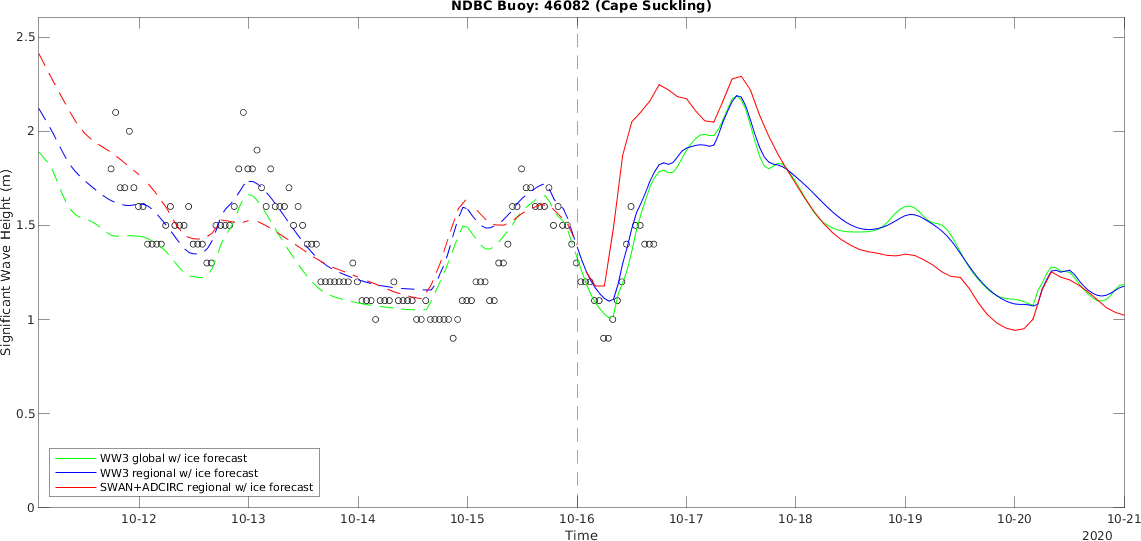 NDBC Buoy: 46082 (Cape Suckling)
2.5
2
1.5
1
0.5
0
Significant Wave Height (m)
WW3 global w/ ice forecast
WW3 regional w/ ice forecast
SWAN+ADCIRC regional w/ ice forecast
10-12 10-13 10-14 10-15 10-16 10-17 10-18 10-19 10-20 10-21
Time
2020